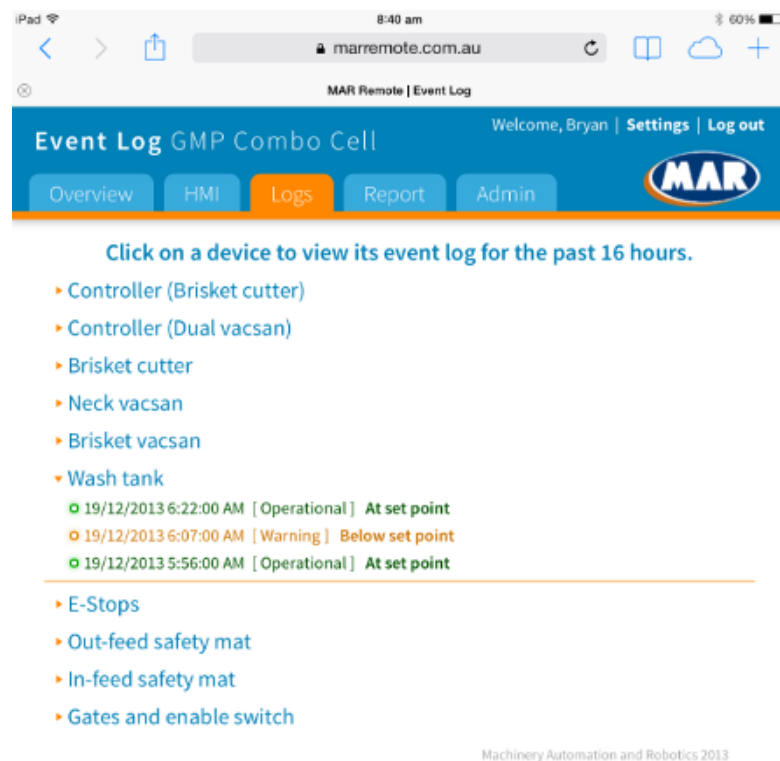 iPad 8:40 am 60%
marremote.com.au
MAR Remote | Event Log
Welcome, Bryan | Settings | Log out
Event Log GMP Combo Cell
MAR
Overview HMI Logs Report Admin
Click on a device to view its event log for the past 16 hours.
Controller (Brisket cutter)
Controller (Dual vacsan)
Brisket cutter
Neck vacsan
Brisket vacsan
Wash tank
19/12/2013 6:22:00 AM [ Operational ] At set point
19/12/2013 6:07:00 AM [ Warning ] Below set point
19/12/2013 5:56:00 AM [ Operational ] At set point
E-Stops
Out-feed safety mat
In-feed safety mat
Gates and enable switch
Machinery Automation and Robotics 2013